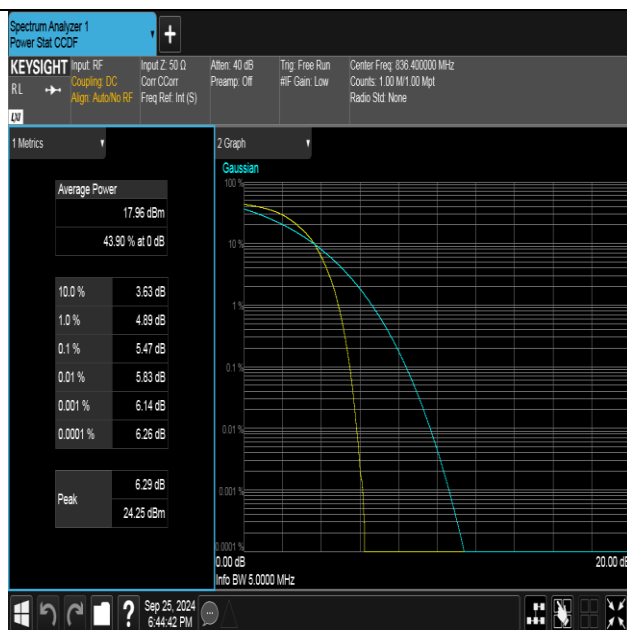 Spectrum Analyzer 1
Power Stat CCDF
+
KEYSIGHT Input: RF Input Z: 50 Ω Atten: 40 dB Trig: Free Run Center Freq: 836.400000 MHz
RL Coupling: DC Corr CCorr Preamp: Off #IF Gain: Low Counts: 1.00 M/1.00 Mpt
Align: Auto/No RF Freq Ref: Int (S) Radio Std: None
LXI
1 Metrics
2 Graph
Average Power
17.96 dBm
43.90 % at 0 dB
10.0 % 3.63 dB
1.0 % 4.89 dB
0.1 % 5.47 dB
0.01 % 5.83 dB
0.001 % 6.14 dB
0.0001 % 6.26 dB
Peak
6.29 dB
24.25 dBm
Gaussian
100 %
10 %
1 %
0.1 %
0.01 %
0.001 %
0.0001 %
0.00 dB 20.00 dB
Info BW 5.0000 MHz
?
Sep 25, 2024
6:44:42 PM